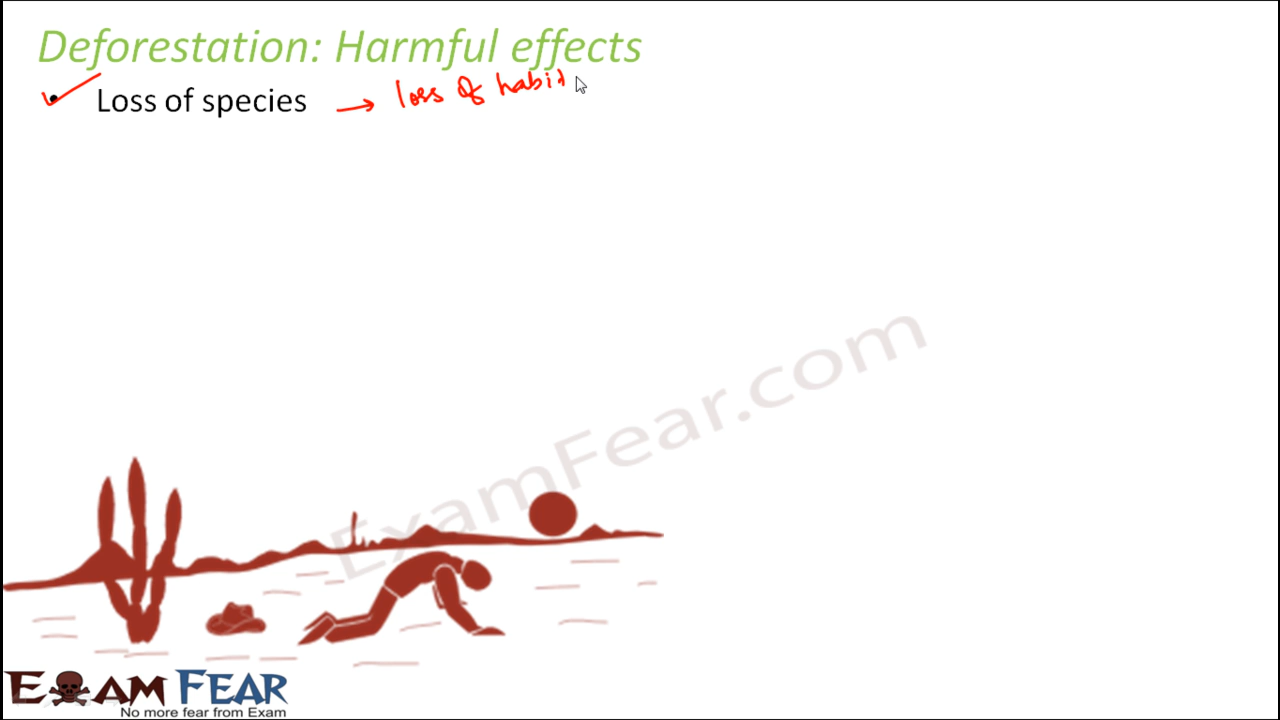 Deforestation: Harmful effects
• Loss of species → loss of habit
ExamFear.com
EXAM FEAR
No more fear from Exam